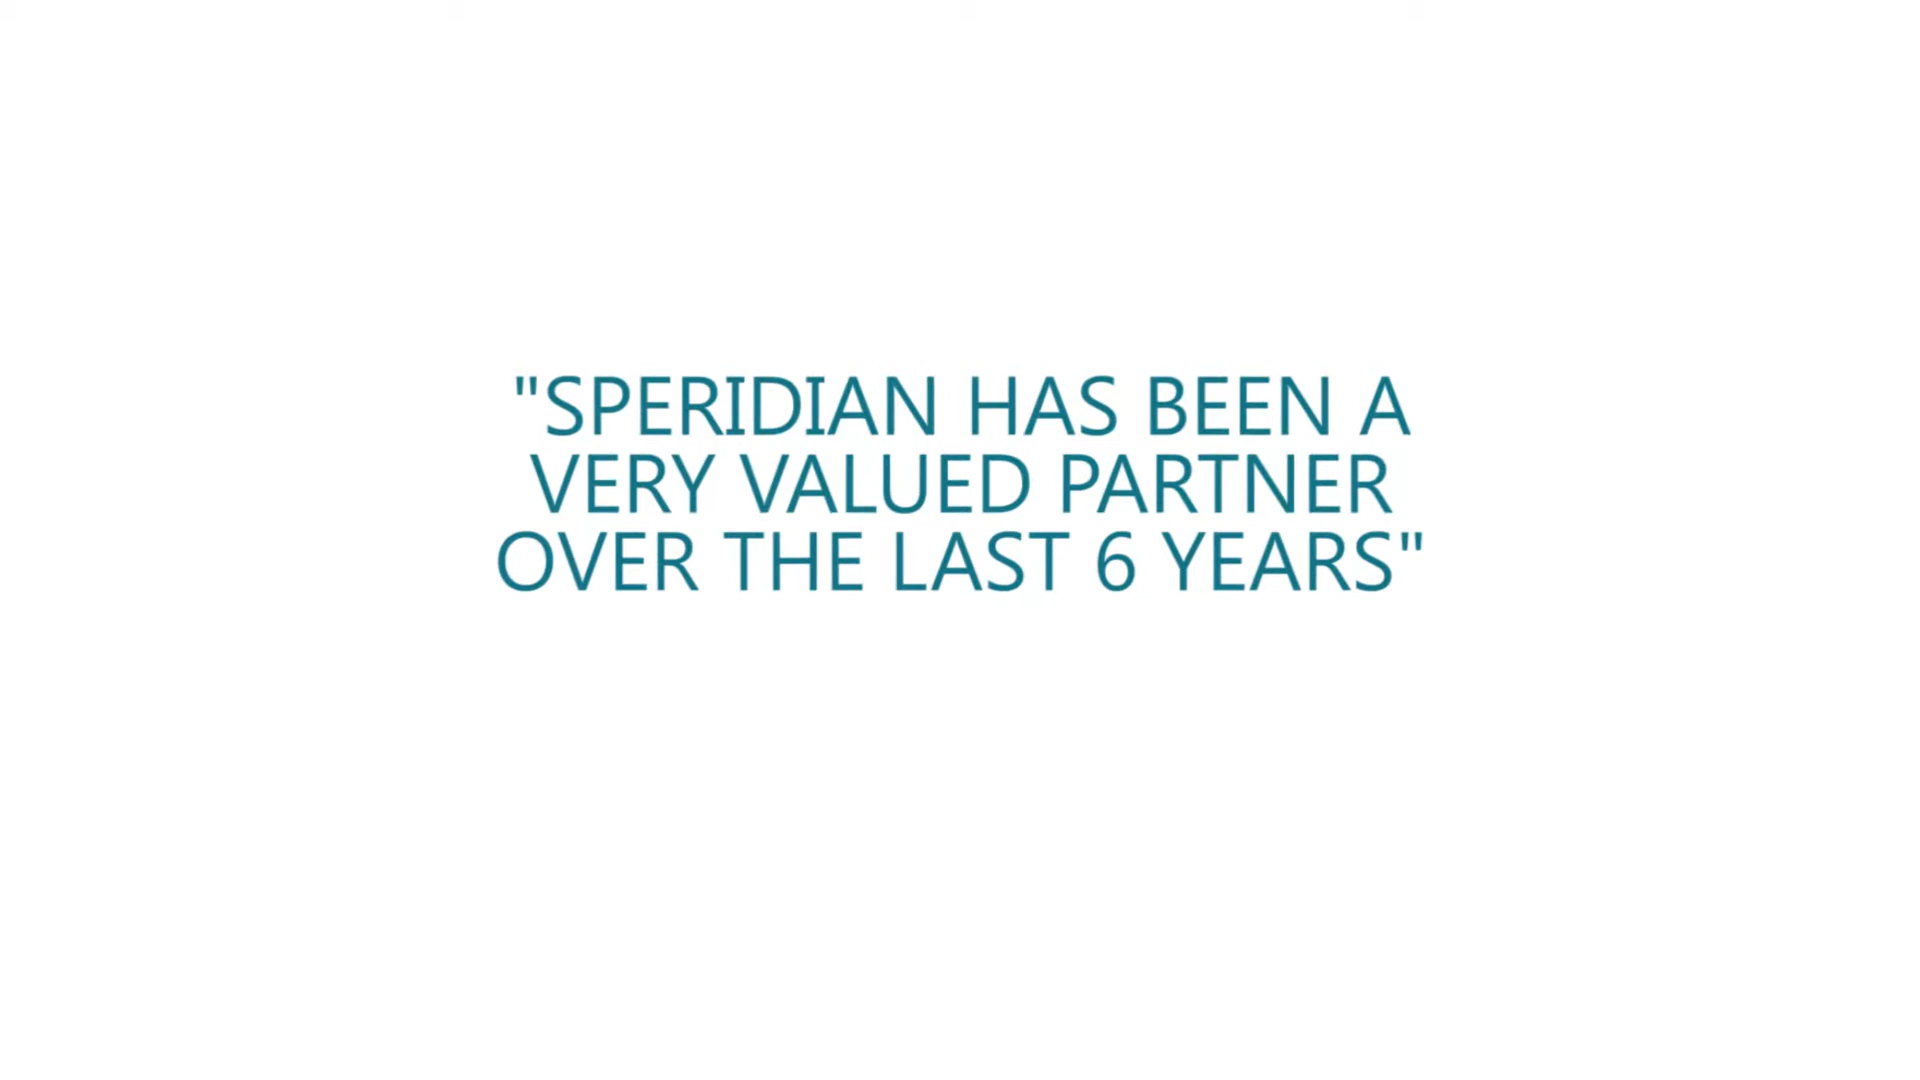 "SPERIDIAN HAS BEEN A
VERY VALUED PARTNER
OVER THE LAST 6 YEARS"